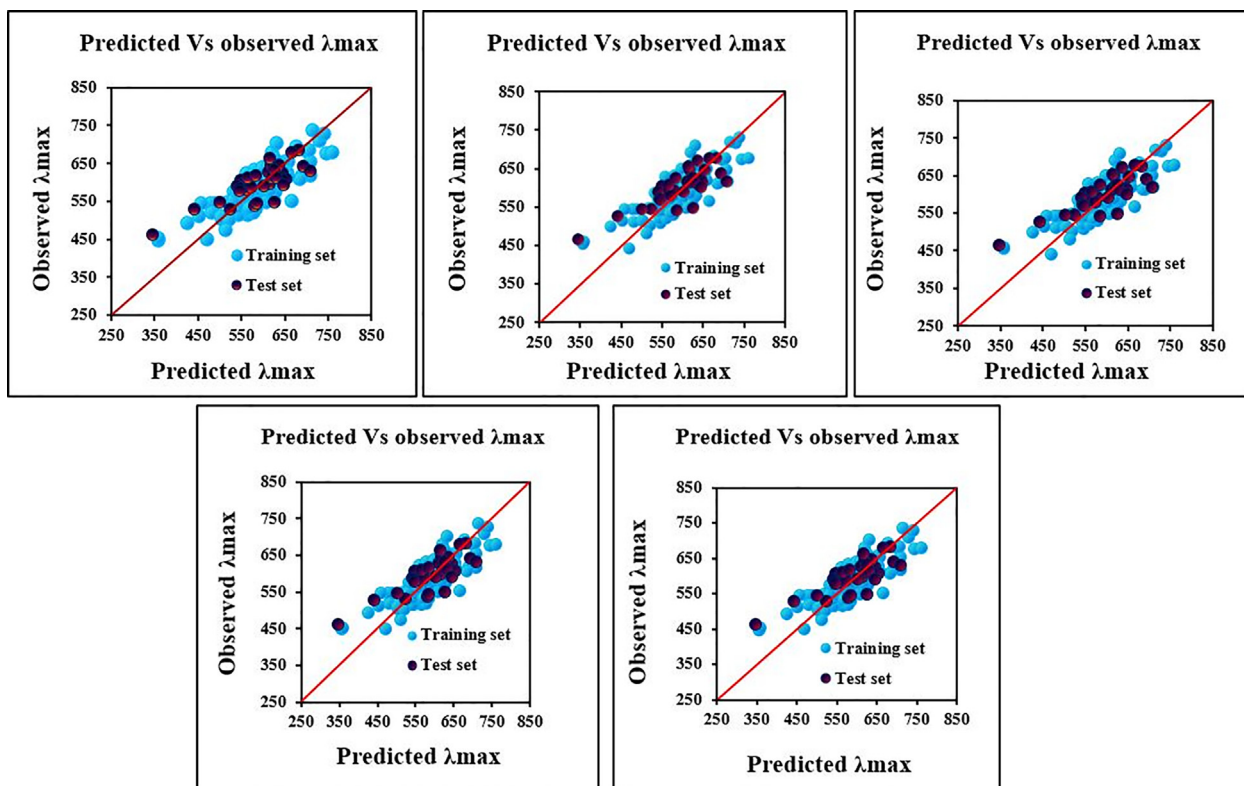 Predicted Vs observed λmax
850
750
650
550
450
350
250
Observed λmax
Training set
Test set
250 350 450 550 650 750 850
Predicted λmax
Predicted Vs observed λmax
850
750
650
550
450
350
250
Observed λmax
Training set
Test set
250 350 450 550 650 750 850
Predicted λmax
Predicted Vs observed λmax
850
750
650
550
450
350
250
Observed λmax
Training set
Test set
250 350 450 550 650 750 850
Predicted λmax
Predicted Vs observed λmax
850
750
650
550
450
350
250
Observed λmax
Training set
Test set
250 350 450 550 650 750 850
Predicted λmax
Predicted Vs observed λmax
850
750
650
550
450
350
250
Observed λmax
Training set
Test set
250 350 450 550 650 750 850
Predicted λmax